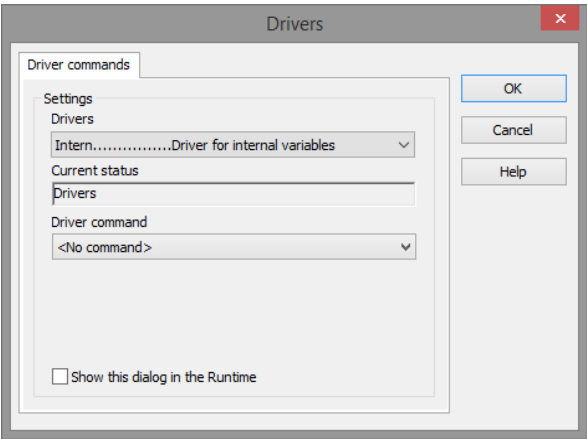 Drivers
Driver commands
Settings
Drivers
Intern................Driver for internal variables
Current status
Drivers
Driver command
<No command>
Show this dialog in the Runtime
OK
Cancel
Help